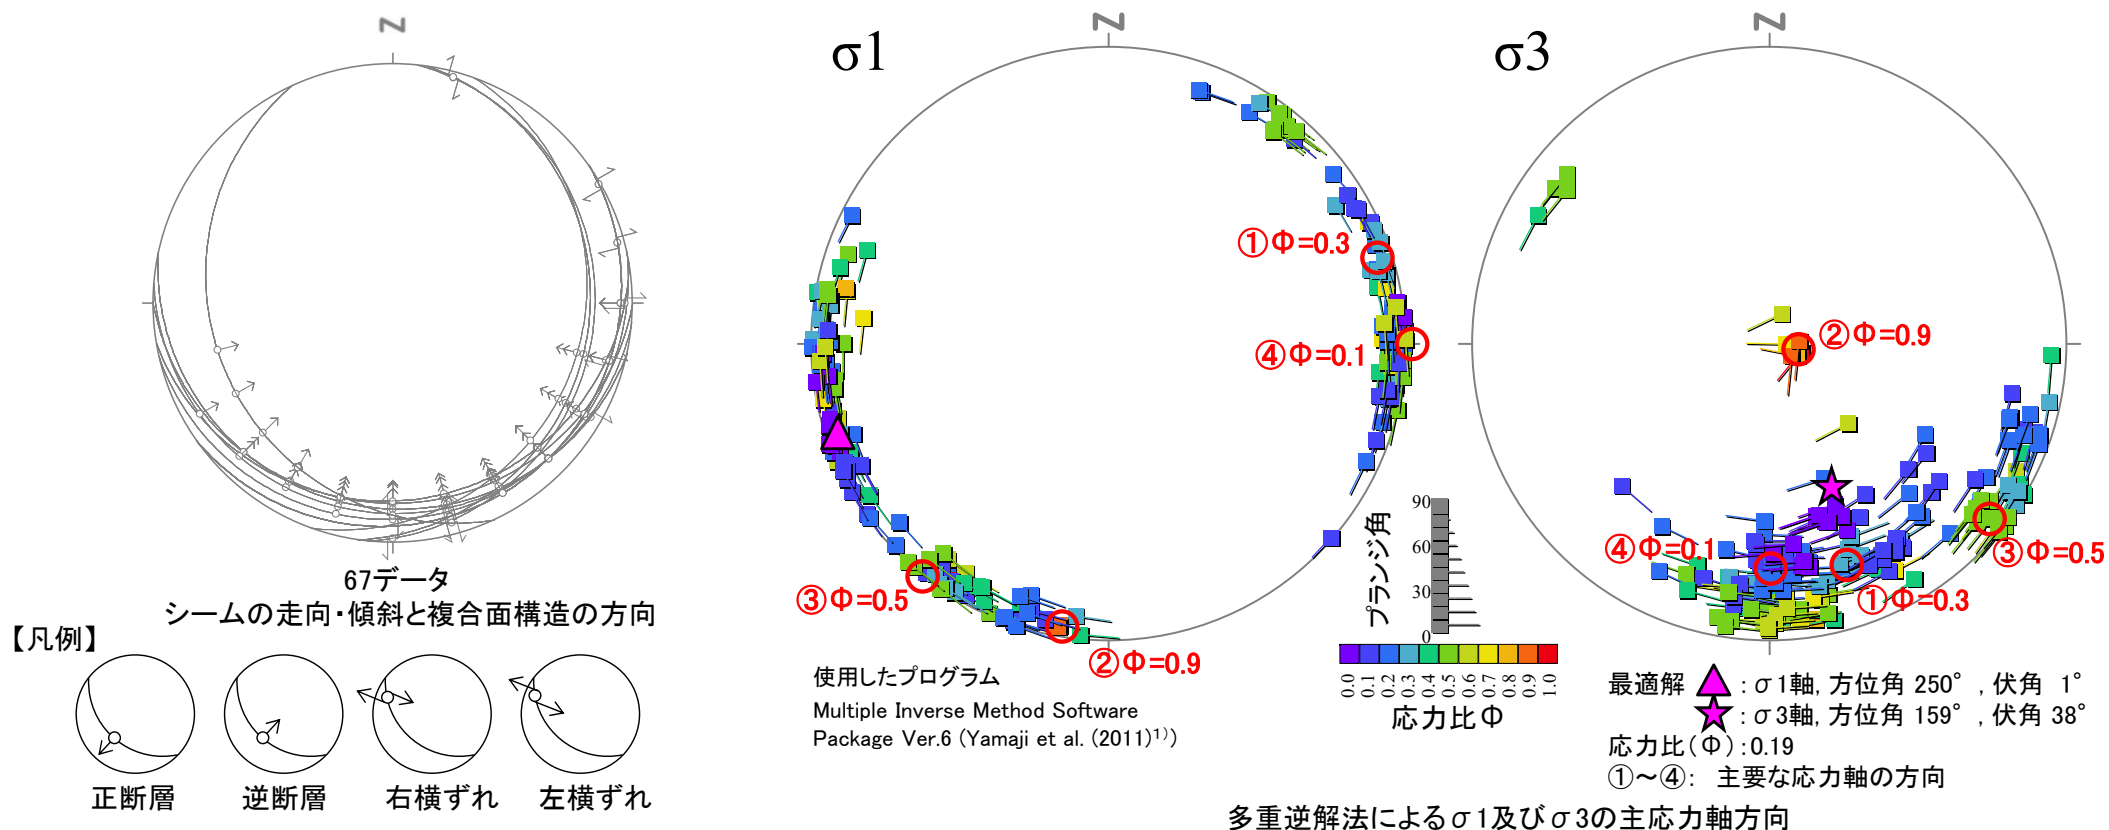 N
67データ
シームの走向・傾斜と複合面構造の方向
【凡例】
正断層
逆断層
右横ずれ
左横ずれ
σ1
N
①Φ=0.3
④Φ=0.1
③Φ=0.5
②Φ=0.9
使用したプログラム
Multiple Inverse Method Software
Package Ver.6 (Yamaji et al. (2011)1))
プランジ角
90
60
30
0
0.0
0.1
0.2
0.3
0.4
0.5
0.6
0.7
0.8
0.9
1.0
応力比Φ
σ3
N
②Φ=0.9
④Φ=0.1
③Φ=0.5
①Φ=0.3
最適解 ▲:σ1軸, 方位角 250°, 伏角 1°
★:σ3軸, 方位角 159°, 伏角 38°
応力比(Φ):0.19
①～④: 主要な応力軸の方向
多重逆解法によるσ1及びσ3の主応力軸方向